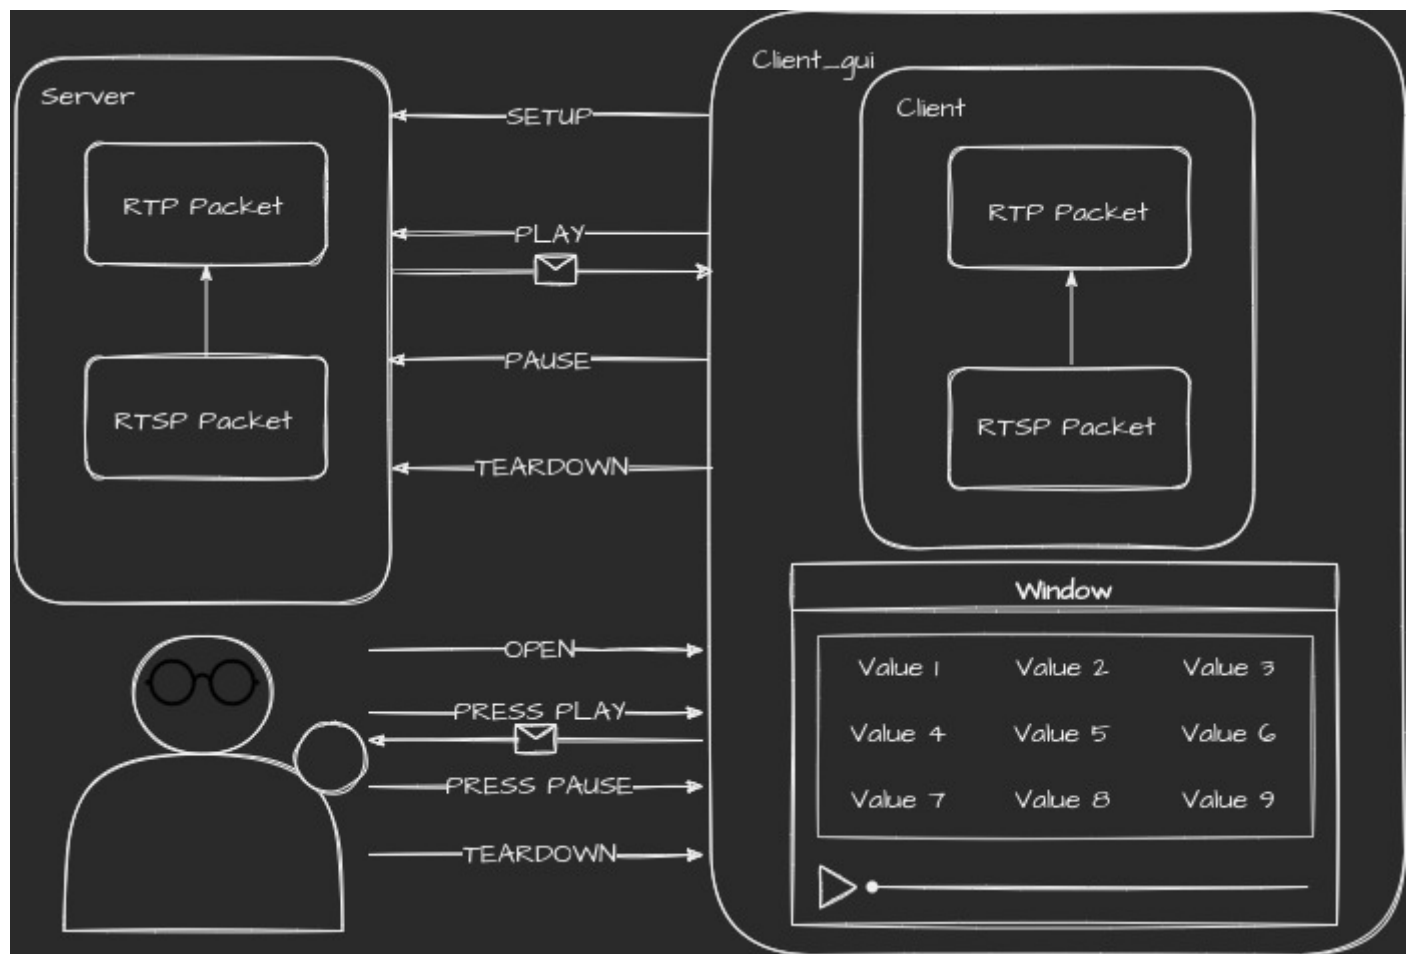 Client_gui
Server
Client
SETUP
RTP Packet
RTP Packet
PLAY
PAUSE
RTSP Packet
RTSP Packet
TEARDOWN
Window
OPEN
Value 1 Value 2 Value 3
PRESS PLAY
Value 4 Value 5 Value 6
PRESS PAUSE
Value 7 Value 8 Value 9
TEARDOWN